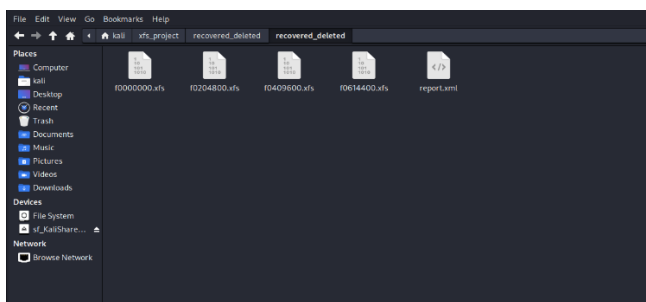 File Edit View Go Bookmarks Help
kali xfs_project recovered_deleted recovered_deleted
Places
Computer
kali
Desktop
Recent
Trash
Documents
Music
Pictures
Videos
Downloads
Devices
File System
sf_KaliShare...
Network
Browse Network
f0000000.xfs f0204800.xfs f0409600.xfs f0614400.xfs report.xml